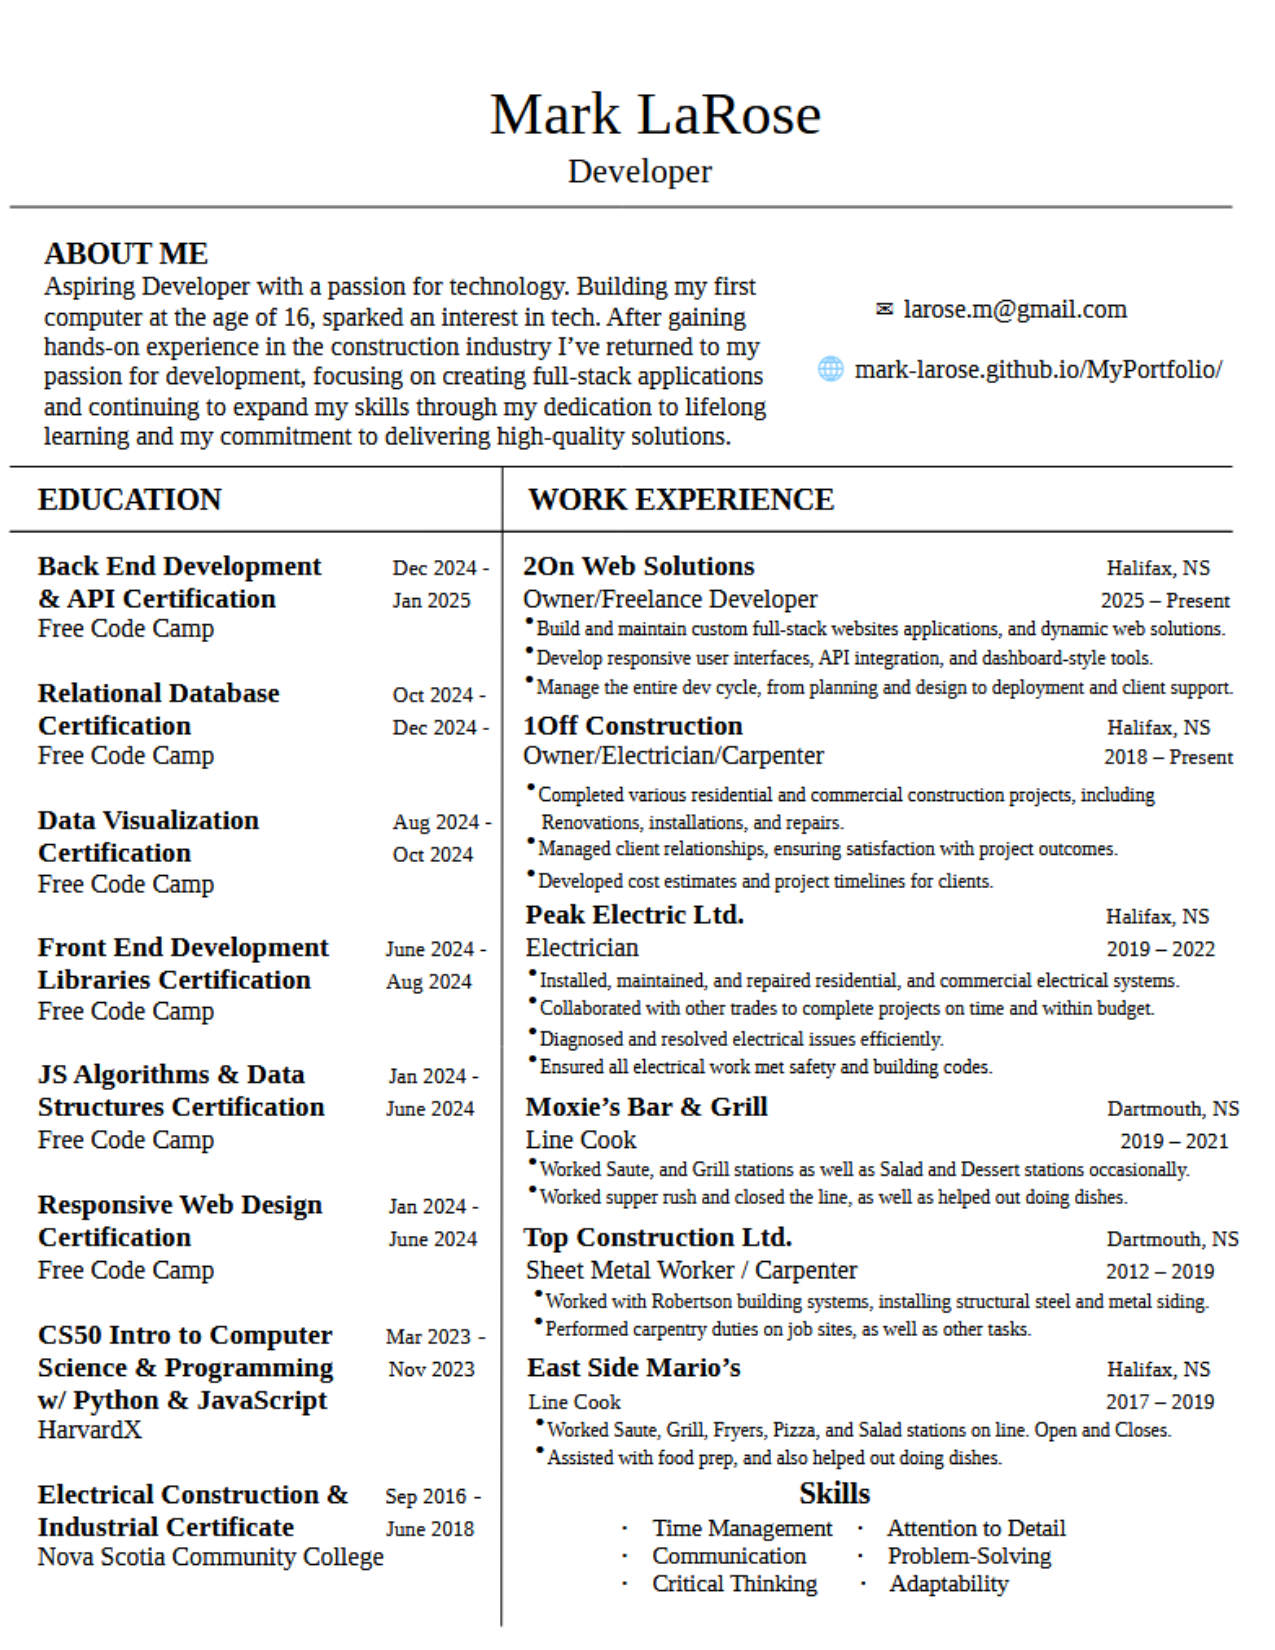 Mark LaRose
Developer
ABOUT ME
Aspiring Developer with a passion for technology. Building my first
computer at the age of 16, sparked an interest in tech. After gaining
hands-on experience in the construction industry I’ve returned to my
passion for development, focusing on creating full-stack applications
and continuing to expand my skills through my dedication to lifelong
learning and my commitment to delivering high-quality solutions.
✉ larose.m@gmail.com
🌐 mark-larose.github.io/MyPortfolio/
EDUCATION
Back End Development Dec 2024 -
& API Certification Jan 2025
Free Code Camp
Relational Database Oct 2024 -
Certification Dec 2024 -
Free Code Camp
Data Visualization Aug 2024 -
Certification Oct 2024
Free Code Camp
Front End Development June 2024 -
Libraries Certification Aug 2024
Free Code Camp
JS Algorithms & Data Jan 2024 -
Structures Certification June 2024
Free Code Camp
Responsive Web Design Jan 2024 -
Certification June 2024
Free Code Camp
CS50 Intro to Computer Mar 2023 -
Science & Programming Nov 2023
w/ Python & JavaScript
HarvardX
Electrical Construction & Sep 2016 -
Industrial Certificate June 2018
Nova Scotia Community College
WORK EXPERIENCE
2On Web Solutions Halifax, NS
Owner/Freelance Developer 2025 – Present
•Build and maintain custom full-stack websites applications, and dynamic web solutions.
•Develop responsive user interfaces, API integration, and dashboard-style tools.
•Manage the entire dev cycle, from planning and design to deployment and client support.
1Off Construction Halifax, NS
Owner/Electrician/Carpenter 2018 – Present
•Completed various residential and commercial construction projects, including
Renovations, installations, and repairs.
•Managed client relationships, ensuring satisfaction with project outcomes.
•Developed cost estimates and project timelines for clients.
Peak Electric Ltd. Halifax, NS
Electrician 2019 – 2022
•Installed, maintained, and repaired residential, and commercial electrical systems.
•Collaborated with other trades to complete projects on time and within budget.
•Diagnosed and resolved electrical issues efficiently.
•Ensured all electrical work met safety and building codes.
Moxie’s Bar & Grill Dartmouth, NS
Line Cook 2019 – 2021
•Worked Saute, and Grill stations as well as Salad and Dessert stations occasionally.
•Worked supper rush and closed the line, as well as helped out doing dishes.
Top Construction Ltd. Dartmouth, NS
Sheet Metal Worker / Carpenter 2012 – 2019
•Worked with Robertson building systems, installing structural steel and metal siding.
•Performed carpentry duties on job sites, as well as other tasks.
East Side Mario’s Halifax, NS
Line Cook 2017 – 2019
•Worked Saute, Grill, Fryers, Pizza, and Salad stations on line. Open and Closes.
•Assisted with food prep, and also helped out doing dishes.
Skills
· Time Management · Attention to Detail
· Communication · Problem-Solving
· Critical Thinking · Adaptability